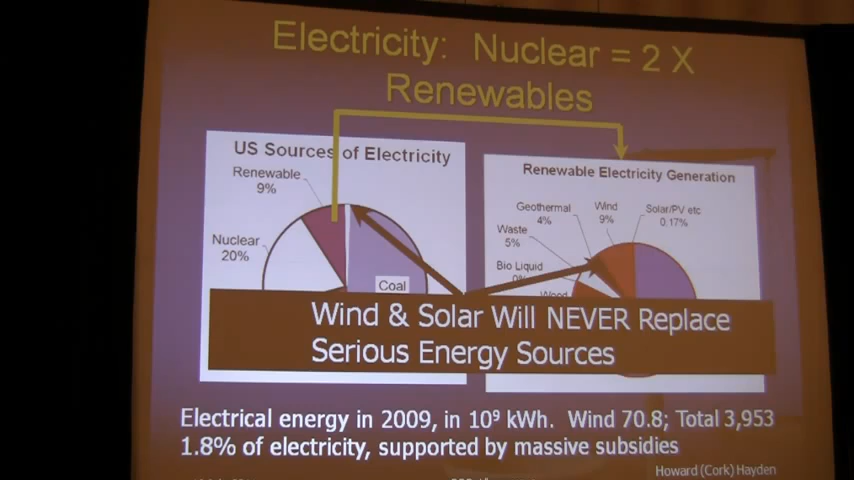 Electricity: Nuclear = 2 X
Renewables
US Sources of Electricity
Renewable
9%
Nuclear
20%
Coal
Renewable Electricity Generation
Geothermal
4%
Wind
9%
Solar/PV etc
0.17%
Waste
5%
Bio Liquid
0%
Wood
Wind & Solar Will NEVER Replace
Serious Energy Sources
Electrical energy in 2009, in 10⁹ kWh. Wind 70.8; Total 3,953
1.8% of electricity, supported by massive subsidies
Howard (Cork) Hayden